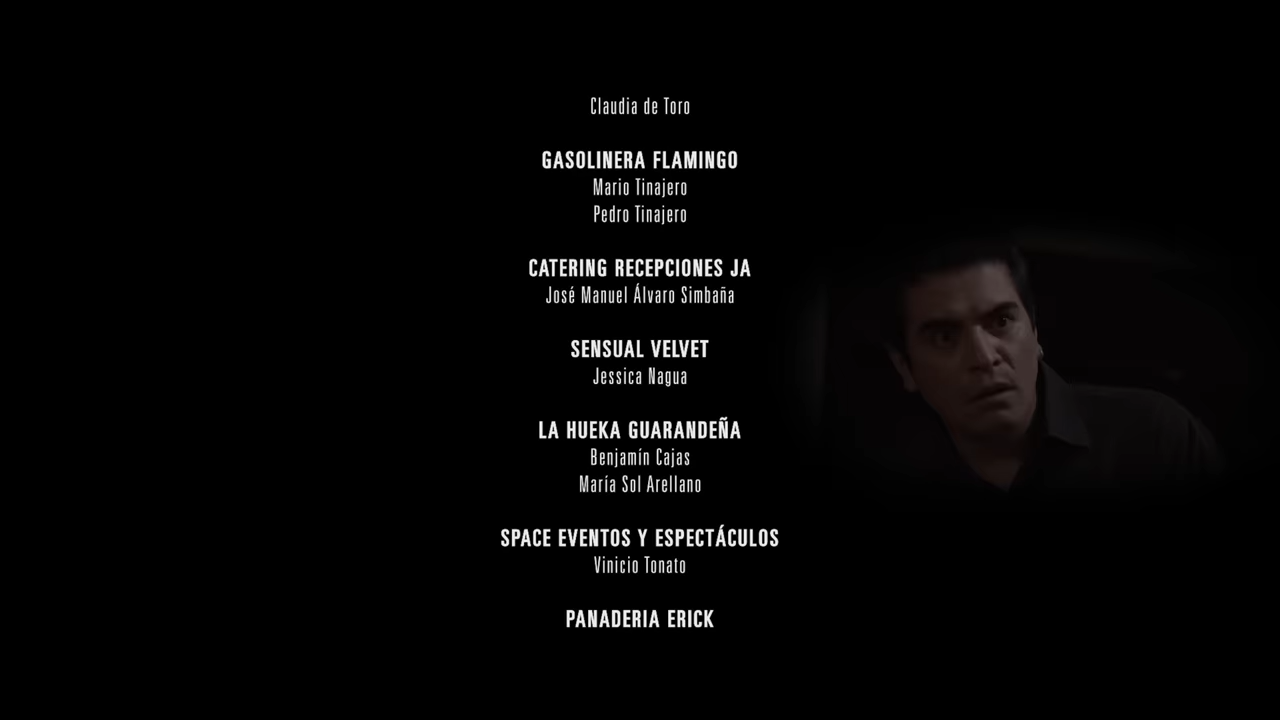 Claudia de Toro
GASOLINERA FLAMINGO
Mario Tinajero
Pedro Tinajero
CATERING RECEPCIONES JA
José Manuel Álvaro Simbaña
SENSUAL VELVET
Jessica Nagua
LA HUEKA GUARANDEÑA
Benjamín Cajas
María Sol Arellano
SPACE EVENTOS Y ESPECTÁCULOS
Vinicio Tonato
PANADERIA ERICK